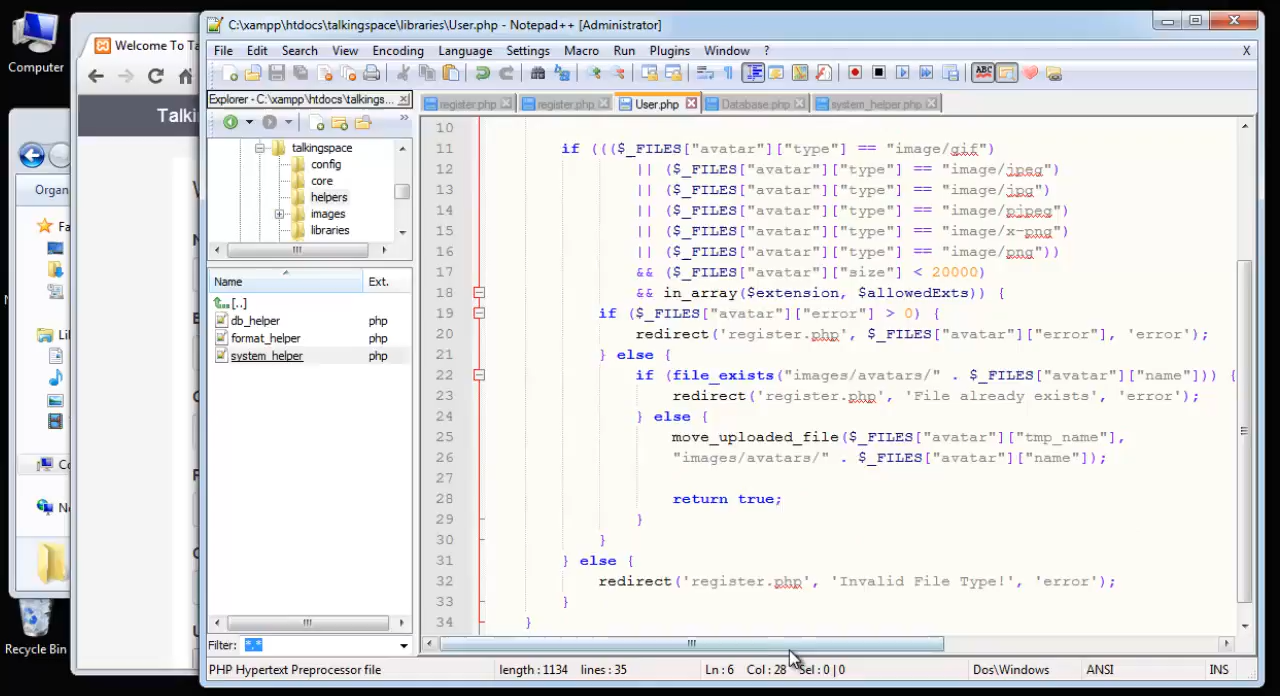 Computer
Recycle Bin
Welcome To Ta
Talki
Organ
Fa
Lil
Co
Ne
C:\xampp\htdocs\talkingspace\libraries\User.php - Notepad++ [Administrator]
File Edit Search View Encoding Language Settings Macro Run Plugins Window ? X
Explorer - C:\xampp\htdocs\talkings...
register.php register.php User.php Database.php system_helper.php
talkingspace
config
core
helpers
images
libraries
Name Ext.
[..]
db_helper php
format_helper php
system_helper php
Filter: *.*
10
11 if ((($_FILES["avatar"]["type"] == "image/gif")
12 || ($_FILES["avatar"]["type"] == "image/jpeg")
13 || ($_FILES["avatar"]["type"] == "image/jpg")
14 || ($_FILES["avatar"]["type"] == "image/pjpeg")
15 || ($_FILES["avatar"]["type"] == "image/x-png")
16 || ($_FILES["avatar"]["type"] == "image/png"))
17 && ($_FILES["avatar"]["size"] < 20000)
18 && in_array($extension, $allowedExts)) {
19 if ($_FILES["avatar"]["error"] > 0) {
20 redirect('register.php', $_FILES["avatar"]["error"], 'error');
21 } else {
22 if (file_exists("images/avatars/" . $_FILES["avatar"]["name"])) {
23 redirect('register.php', 'File already exists', 'error');
24 } else {
25 move_uploaded_file($_FILES["avatar"]["tmp_name"],
26 "images/avatars/" . $_FILES["avatar"]["name"]);
27
28 return true;
29 }
30 }
31 } else {
32 redirect('register.php', 'Invalid File Type!', 'error');
33 }
34 }
PHP Hypertext Preprocessor file length : 1134 lines : 35 Ln : 6 Col : 28 Sel : 0 | 0 Dos\Windows ANSI INS